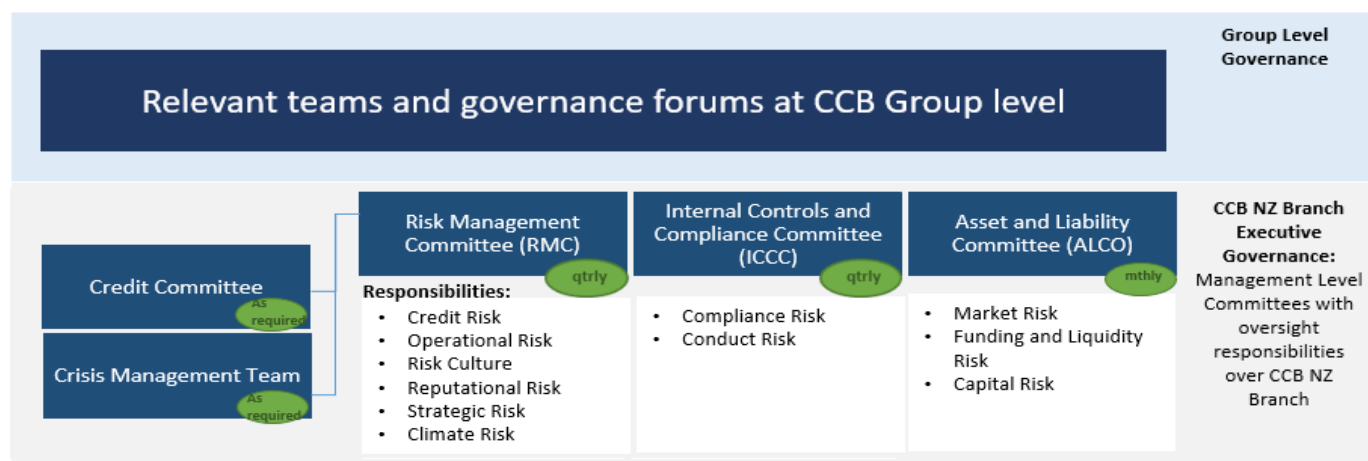 Group Level
Governance
Relevant teams and governance forums at CCB Group level
Credit Committee
As
required
Crisis Management Team
As
required
Risk Management
Committee (RMC)
qtrly
Responsibilities:
• Credit Risk
• Operational Risk
• Risk Culture
• Reputational Risk
• Strategic Risk
• Climate Risk
Internal Controls and
Compliance Committee
(ICCC)
qtrly
• Compliance Risk
• Conduct Risk
Asset and Liability
Committee (ALCO)
mthly
• Market Risk
• Funding and Liquidity
Risk
• Capital Risk
CCB NZ Branch
Executive
Governance:
Management Level
Committees with
oversight
responsibilities
over CCB NZ
Branch